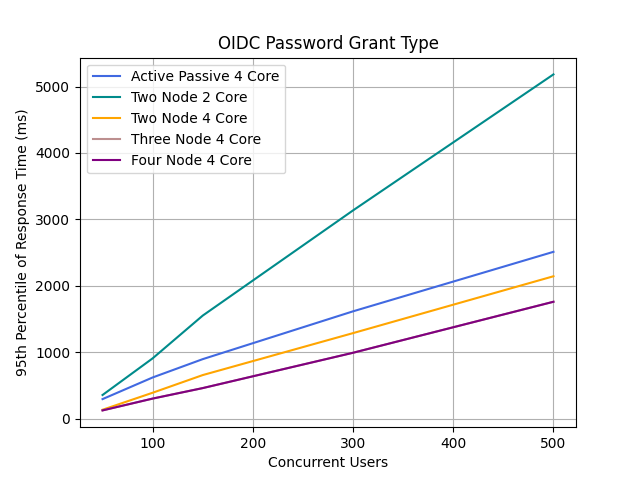 OIDC Password Grant Type
Active Passive 4 Core
Two Node 2 Core
Two Node 4 Core
Three Node 4 Core
Four Node 4 Core
95th Percentile of Response Time (ms)
5000
4000
3000
2000
1000
0
100 200 300 400 500
Concurrent Users